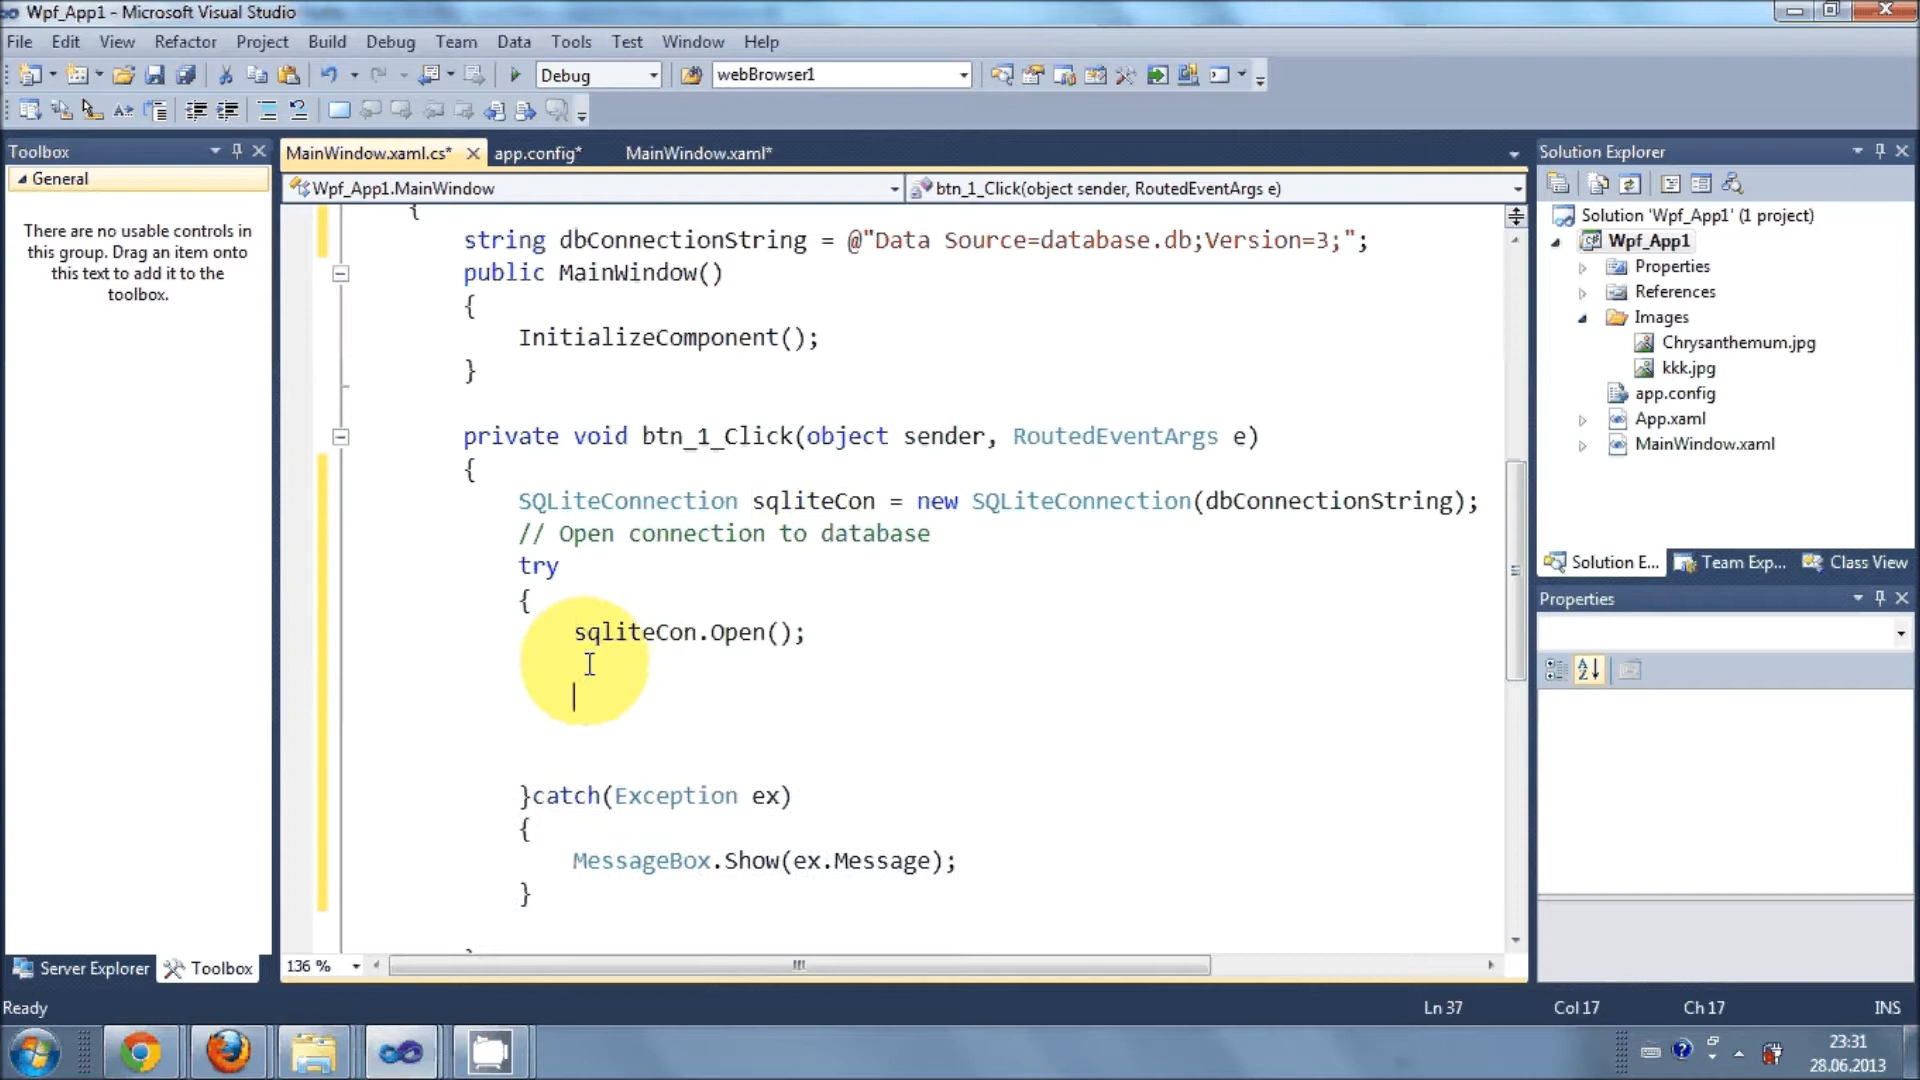 Wpf_App1 - Microsoft Visual Studio
File Edit View Refactor Project Build Debug Team Data Tools Test Window Help
Debug webBrowser1
Toolbox
General
There are no usable controls in
this group. Drag an item onto
this text to add it to the
toolbox.
Server Explorer Toolbox
MainWindow.xaml.cs* app.config* MainWindow.xaml*
Wpf_App1.MainWindow btn_1_Click(object sender, RoutedEventArgs e)
{
string dbConnectionString = @"Data Source=database.db;Version=3;";
public MainWindow()
{
InitializeComponent();
}
private void btn_1_Click(object sender, RoutedEventArgs e)
{
SQLiteConnection sqliteCon = new SQLiteConnection(dbConnectionString);
// Open connection to database
try
{
sqliteCon.Open();
}catch(Exception ex)
{
MessageBox.Show(ex.Message);
}
136 %
Solution Explorer
Solution 'Wpf_App1' (1 project)
Wpf_App1
Properties
References
Images
Chrysanthemum.jpg
kkk.jpg
app.config
App.xaml
MainWindow.xaml
Solution E... Team Exp... Class View
Properties
Ready Ln 37 Col 17 Ch 17 INS
23:31
28.06.2013